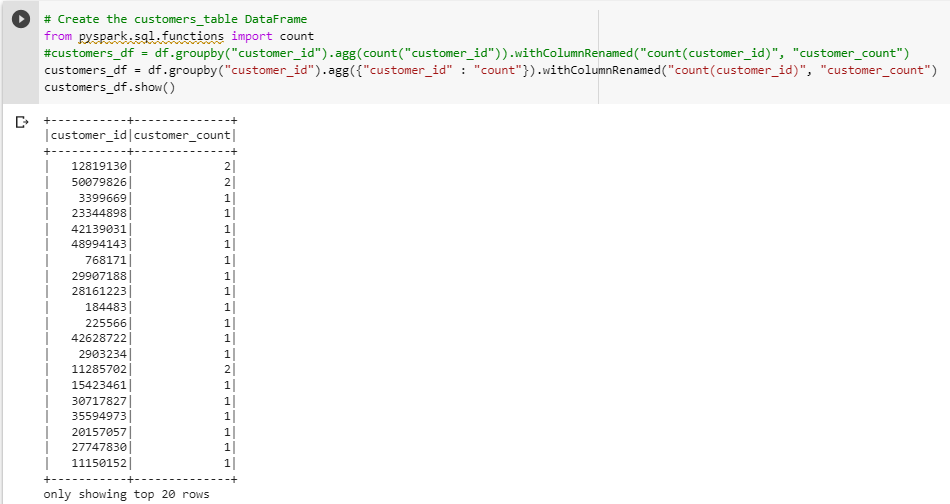 # Create the customers_table DataFrame
from pyspark.sql.functions import count
#customers_df = df.groupby("customer_id").agg(count("customer_id")).withColumnRenamed("count(customer_id)", "customer_count")
customers_df = df.groupby("customer_id").agg({"customer_id" : "count"}).withColumnRenamed("count(customer_id)", "customer_count")
customers_df.show()
+-----------+--------------+
|customer_id|customer_count|
+-----------+--------------+
|   12819130|             2|
|   50079826|             2|
|    3399669|             1|
|   23344898|             1|
|   42139031|             1|
|   48994143|             1|
|     768171|             1|
|   29907188|             1|
|   28161223|             1|
|     184483|             1|
|     225566|             1|
|   42628722|             1|
|    2903234|             1|
|   11285702|             2|
|   15423461|             1|
|   30717827|             1|
|   35594973|             1|
|   20157057|             1|
|   27747830|             1|
|   11150152|             1|
+-----------+--------------+
only showing top 20 rows